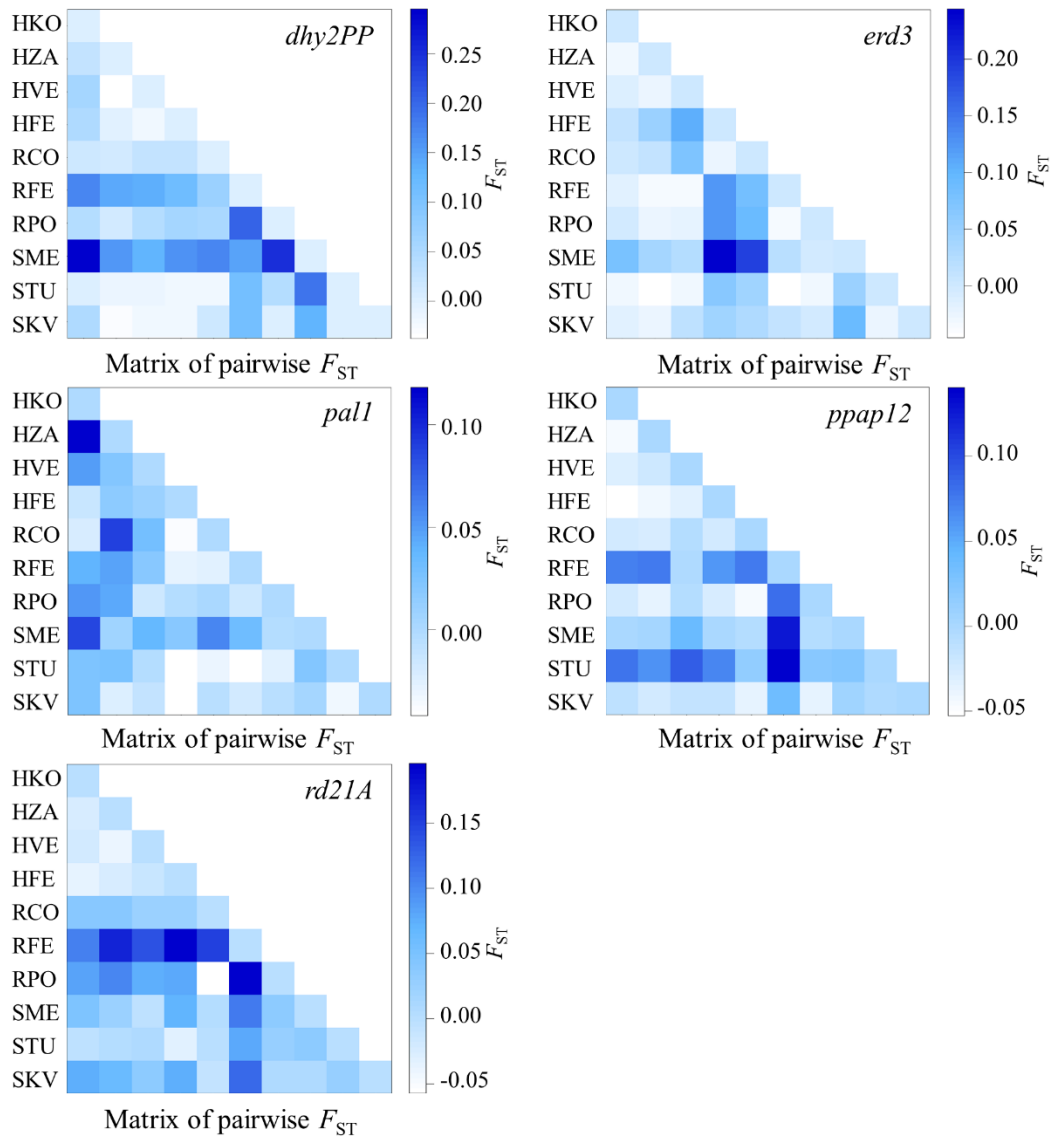 dhy2PP
HKO
HZA
HVE
HFE
RCO
RFE
RPO
SME
STU
SKV
0.25
0.20
0.15
0.10
0.05
0.00
FST
Matrix of pairwise FST
erd3
HKO
HZA
HVE
HFE
RCO
RFE
RPO
SME
STU
SKV
0.20
0.15
0.10
0.05
0.00
FST
Matrix of pairwise FST
pal1
HKO
HZA
HVE
HFE
RCO
RFE
RPO
SME
STU
SKV
0.10
0.05
0.00
FST
Matrix of pairwise FST
ppap12
HKO
HZA
HVE
HFE
RCO
RFE
RPO
SME
STU
SKV
0.10
0.05
0.00
-0.05
FST
Matrix of pairwise FST
rd21A
HKO
HZA
HVE
HFE
RCO
RFE
RPO
SME
STU
SKV
0.15
0.10
0.05
0.00
-0.05
FST
Matrix of pairwise FST